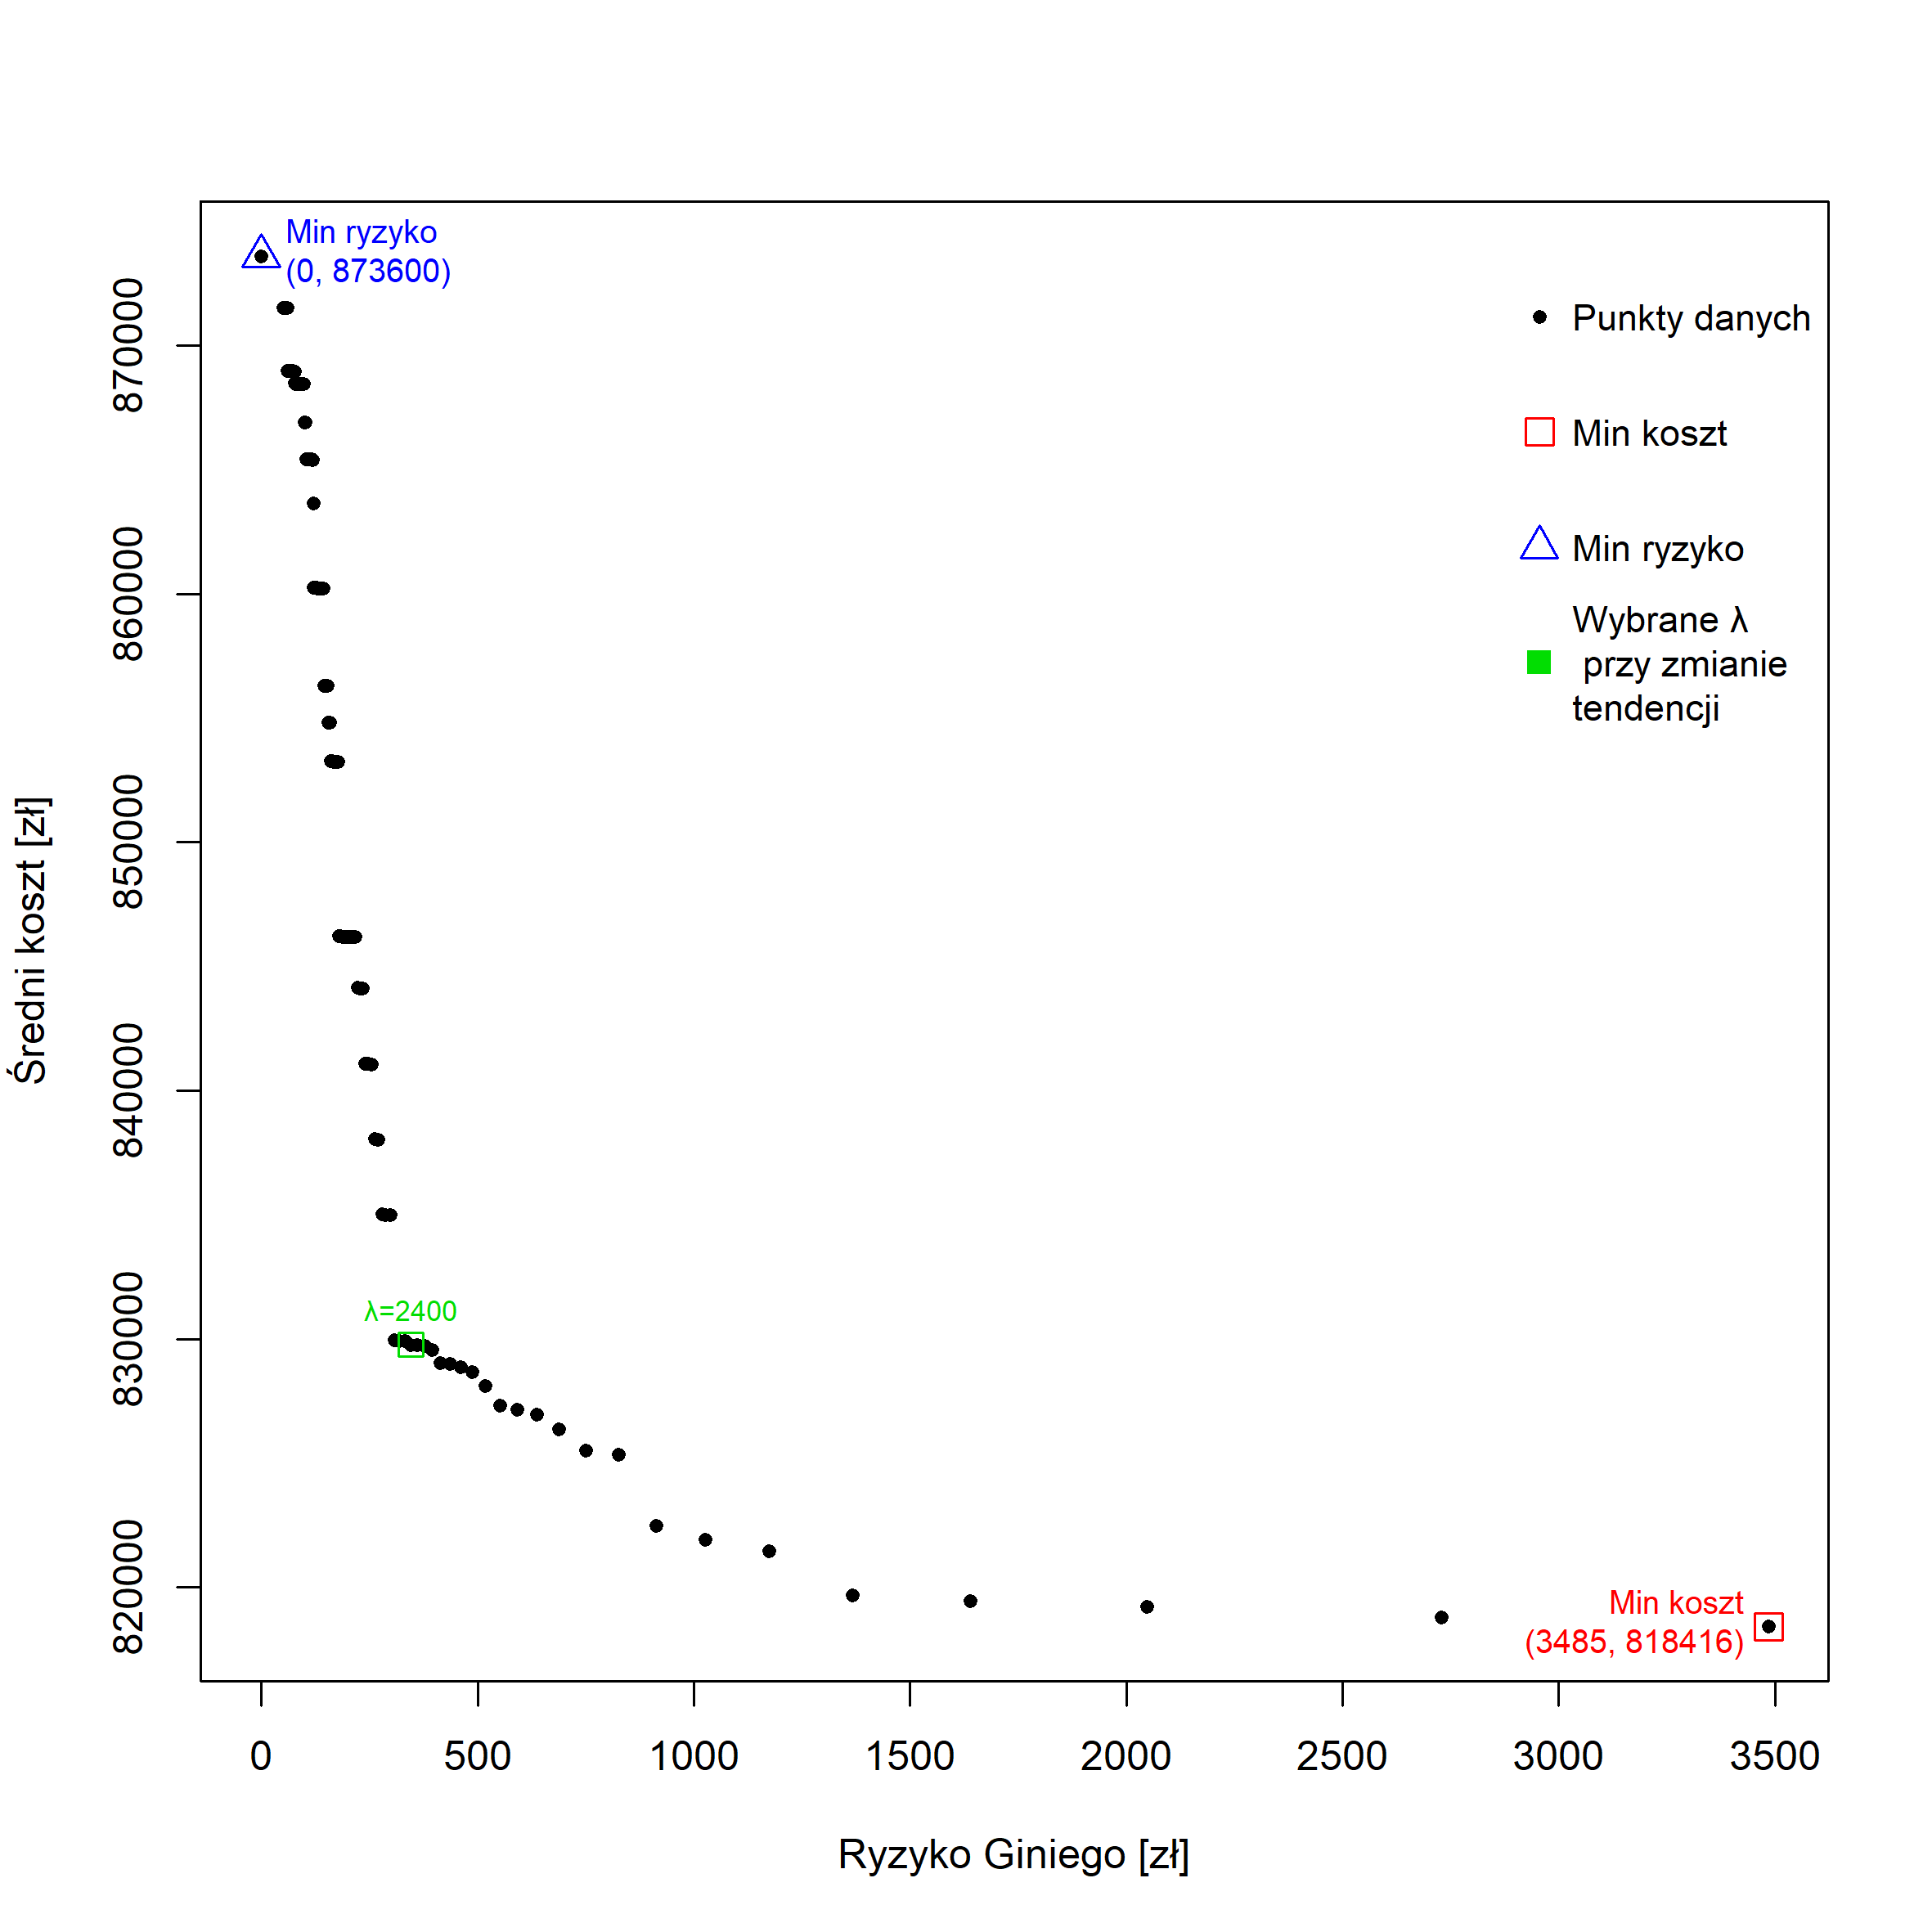 Min ryzyko
(0, 873600)
Punkty danych
Min koszt
Min ryzyko
Wybrane λ
przy zmianie
tendencji
870000
860000
850000
840000
830000
820000
Średni koszt [zł]
λ=2400
Min koszt
(3485, 818416)
0 500 1000 1500 2000 2500 3000 3500
Ryzyko Giniego [zł]